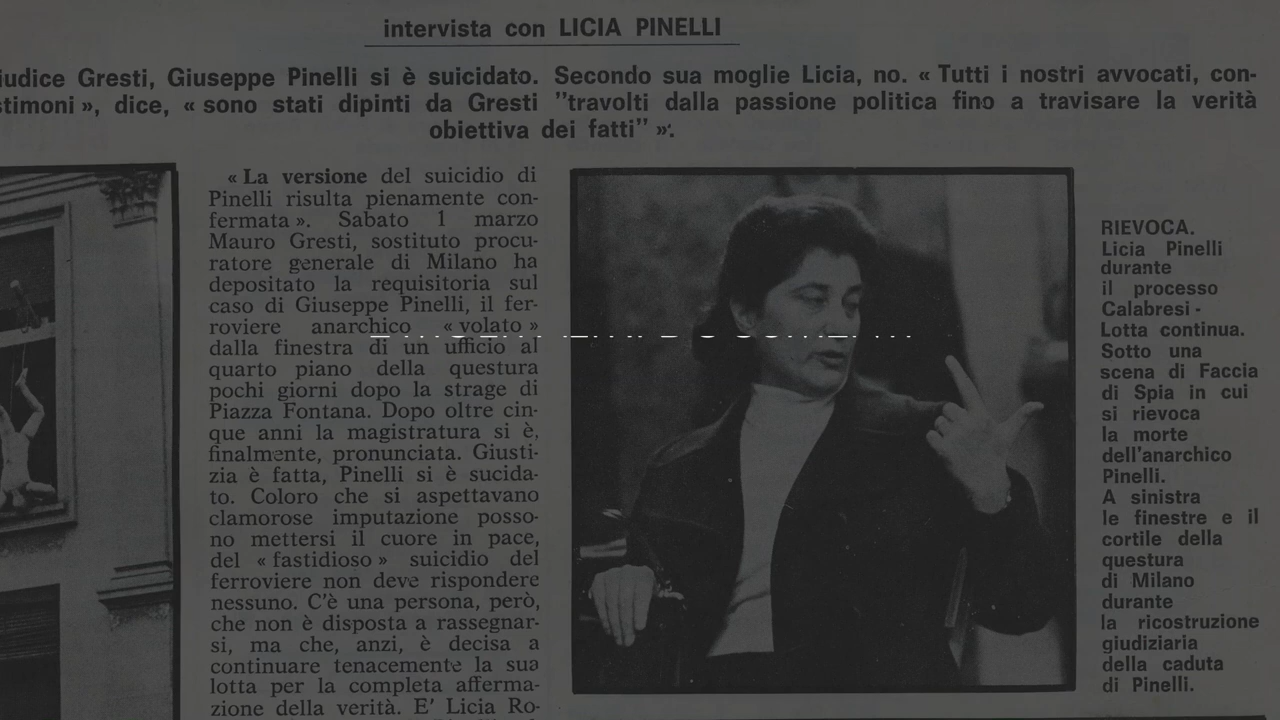 intervista con LICIA PINELLI
iudice Gresti, Giuseppe Pinelli si è suicidato. Secondo sua moglie Licia, no. « Tutti i nostri avvocati, con-
stimoni », dice, « sono stati dipinti da Gresti "travolti dalla passione politica fino a travisare la verità
obiettiva dei fatti" ».
« La versione del suicidio di
Pinelli risulta pienamente con-
fermata ». Sabato 1 marzo
Mauro Gresti, sostituto procu-
ratore generale di Milano ha
depositato la requisitoria sul
caso di Giuseppe Pinelli, il fer-
roviere anarchico « volato »
dalla finestra di un ufficio al
quarto piano della questura
pochi giorni dopo la strage di
Piazza Fontana. Dopo oltre cin-
que anni la magistratura si è,
finalmente, pronunciata. Giusti-
zia è fatta, Pinelli si è sucida-
to. Coloro che si aspettavano
clamorose imputazione posso-
no mettersi il cuore in pace,
del « fastidioso » suicidio del
ferroviere non deve rispondere
nessuno. C'è una persona, però,
che non è disposta a rassegnar-
si, ma che, anzi, è decisa a
continuare tenacemente la sua
lotta per la completa afferma-
zione della verità. E' Licia Ro-
RIEVOCA.
Licia Pinelli
durante
il processo
Calabresi -
Lotta continua.
Sotto una
scena di Faccia
di Spia in cui
si rievoca
la morte
dell'anarchico
Pinelli.
A sinistra
le finestre e il
cortile della
questura
di Milano
durante
la ricostruzione
giudiziaria
della caduta
di Pinelli.